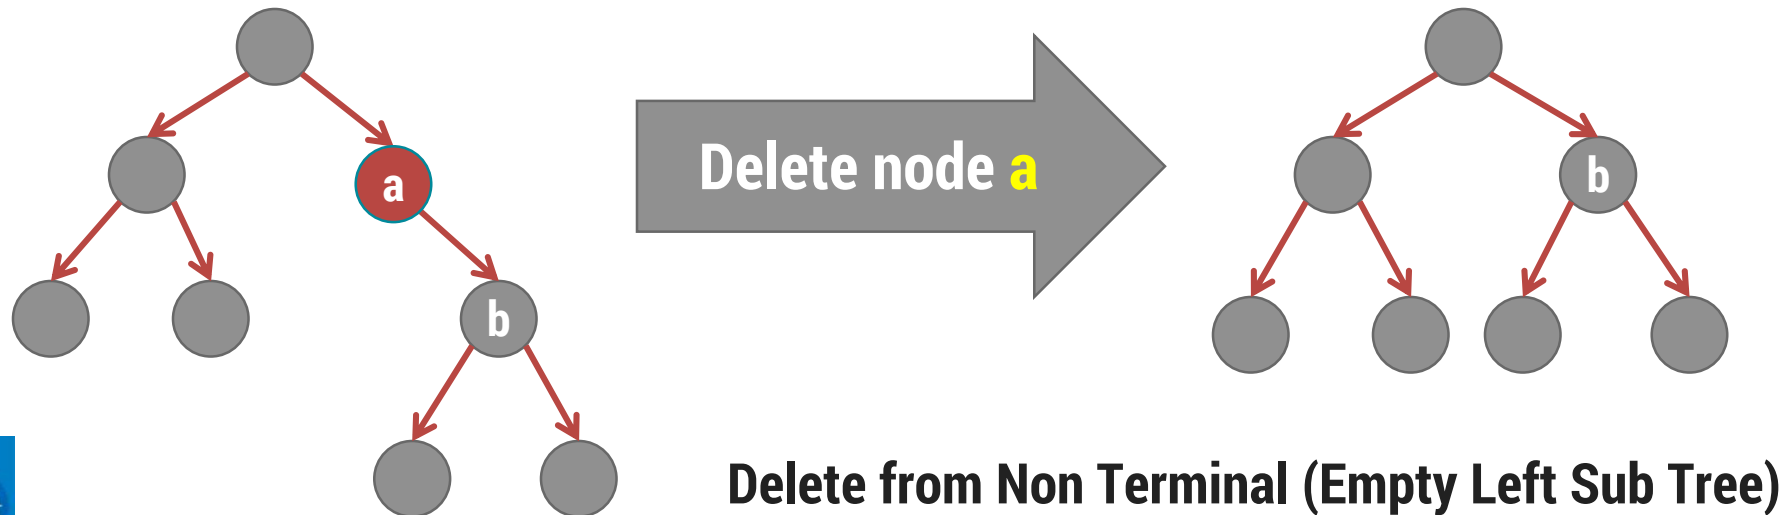 a
b
Delete node a
b
Delete from Non Terminal (Empty Left Sub Tree)